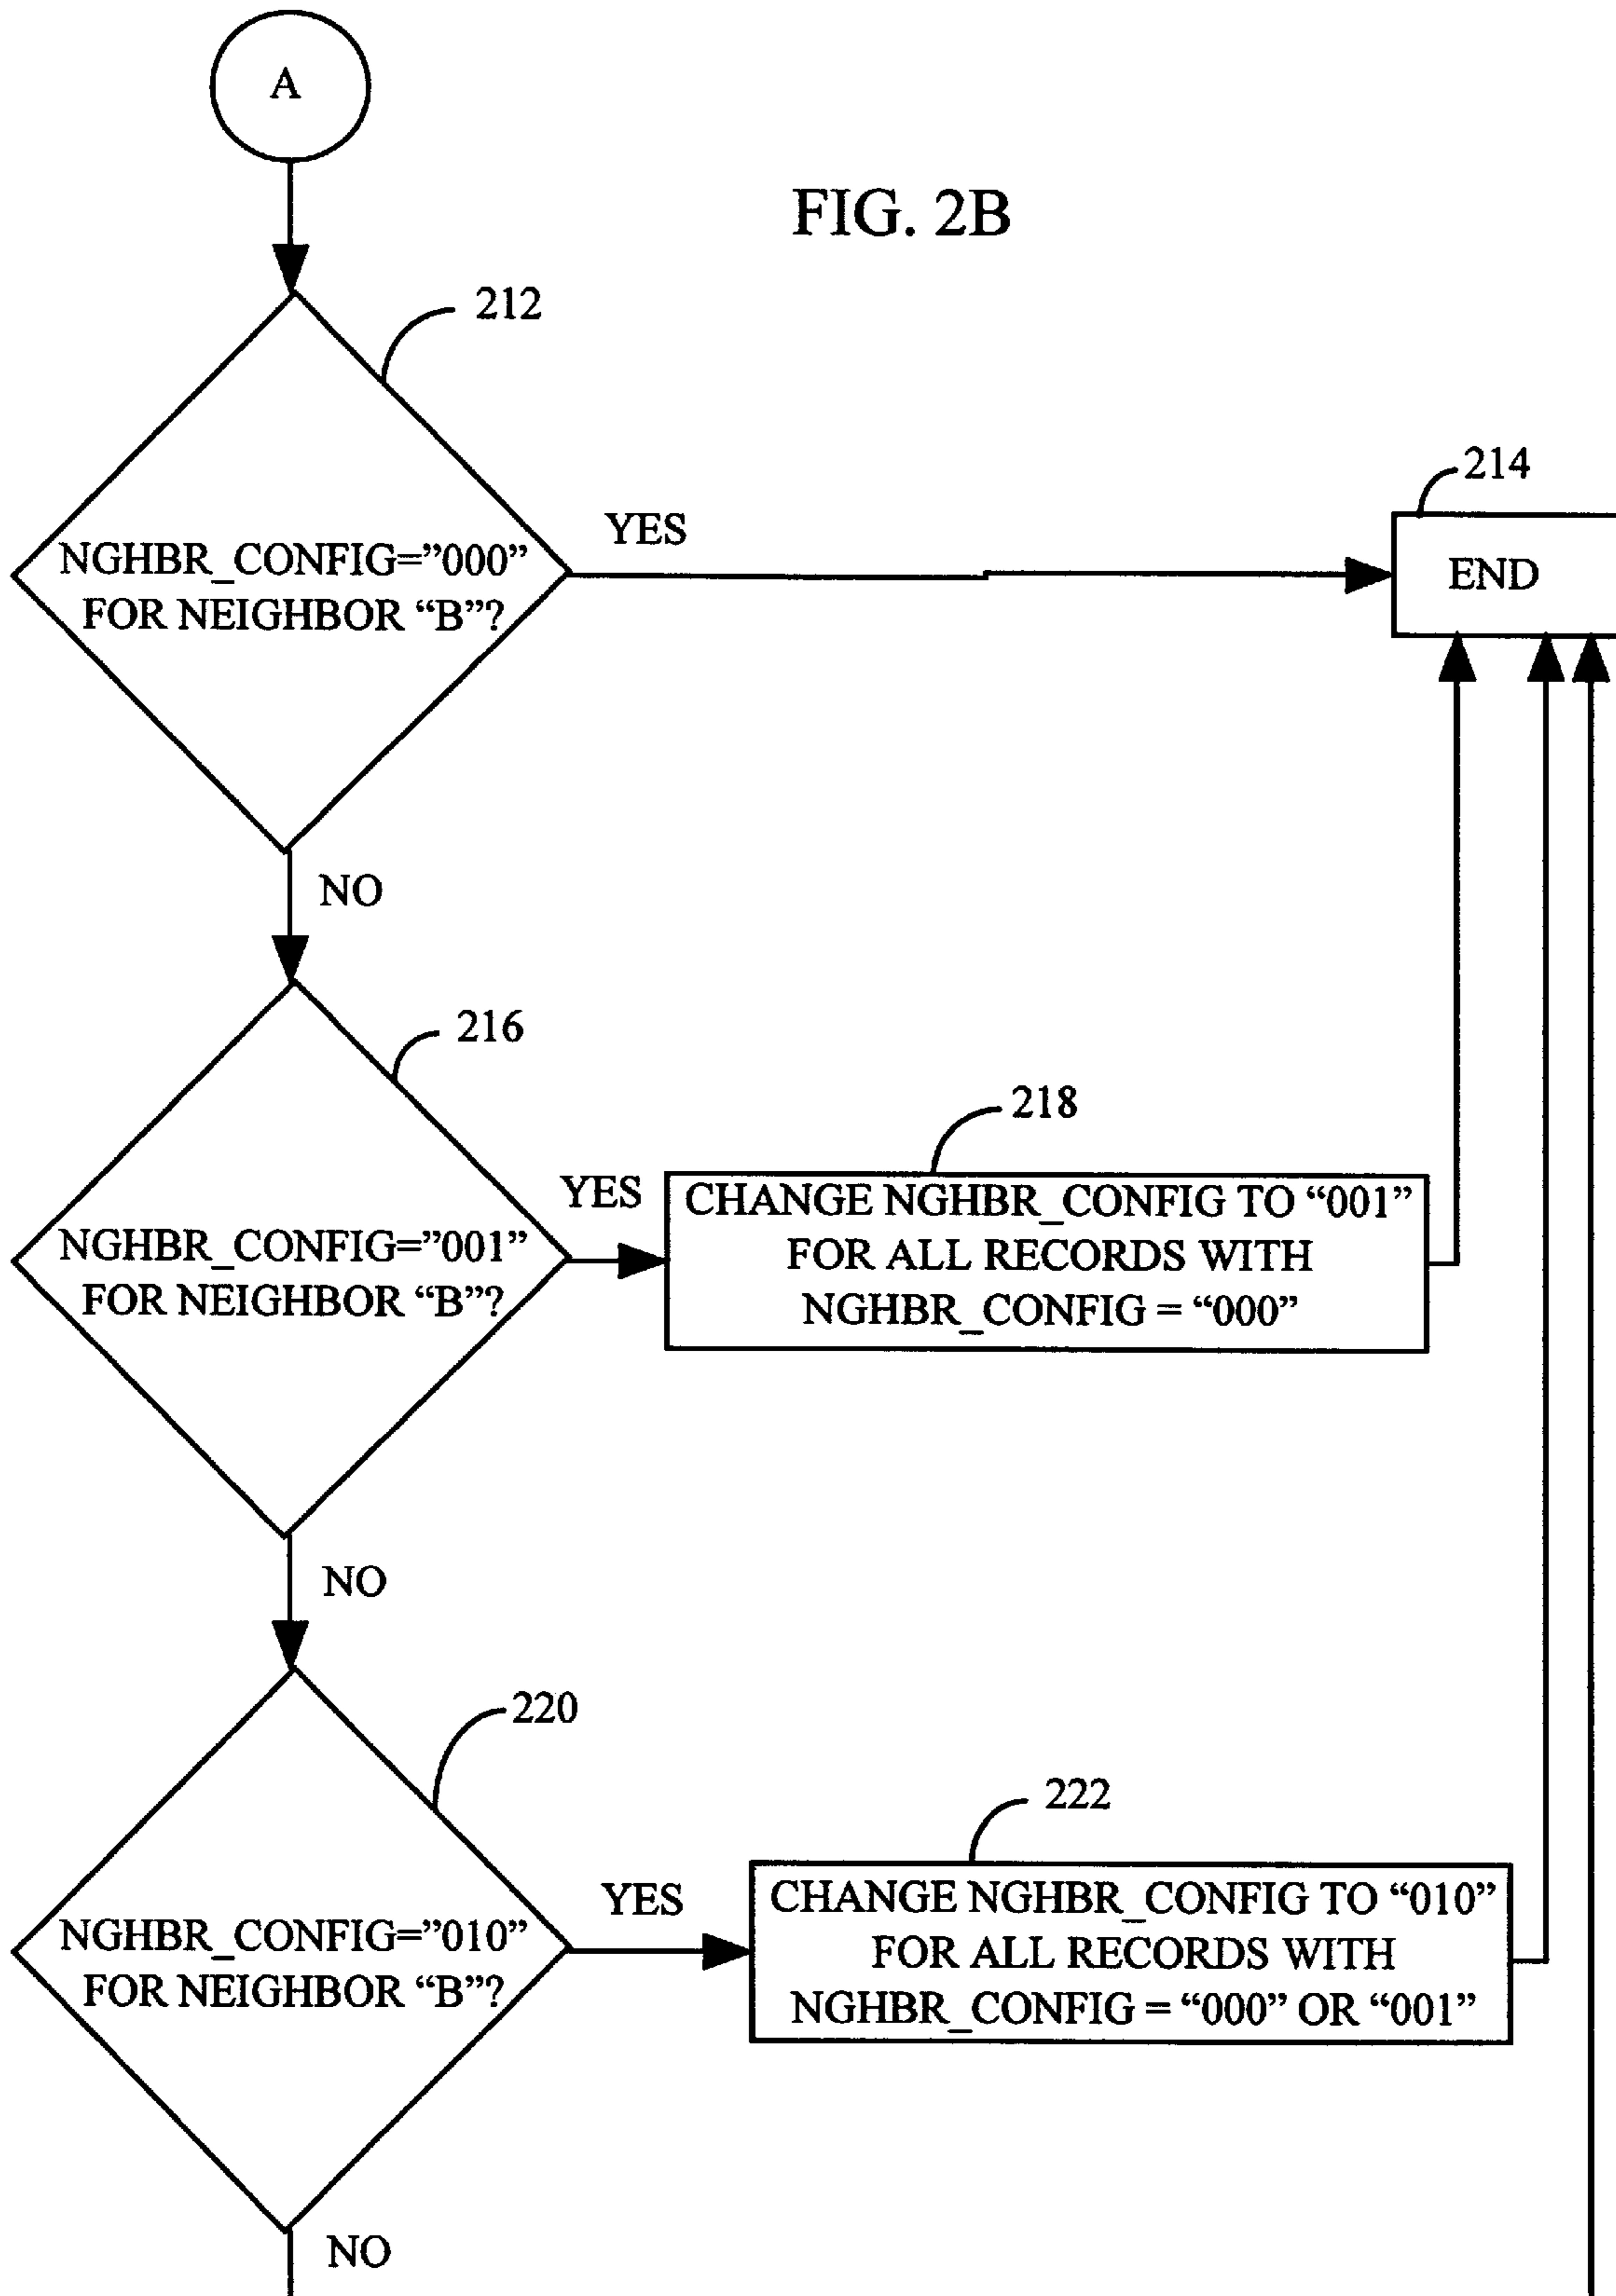 A
FIG. 2B
212
NGHBR_CONFIG=”000”
FOR NEIGHBOR “B”?
YES
214
END
NO
216
NGHBR_CONFIG=”001”
FOR NEIGHBOR “B”?
YES
218
CHANGE NGHBR_CONFIG TO “001”
FOR ALL RECORDS WITH
NGHBR_CONFIG = “000”
NO
220
NGHBR_CONFIG=”010”
FOR NEIGHBOR “B”?
YES
222
CHANGE NGHBR_CONFIG TO “010”
FOR ALL RECORDS WITH
NGHBR_CONFIG = “000” OR “001”
NO